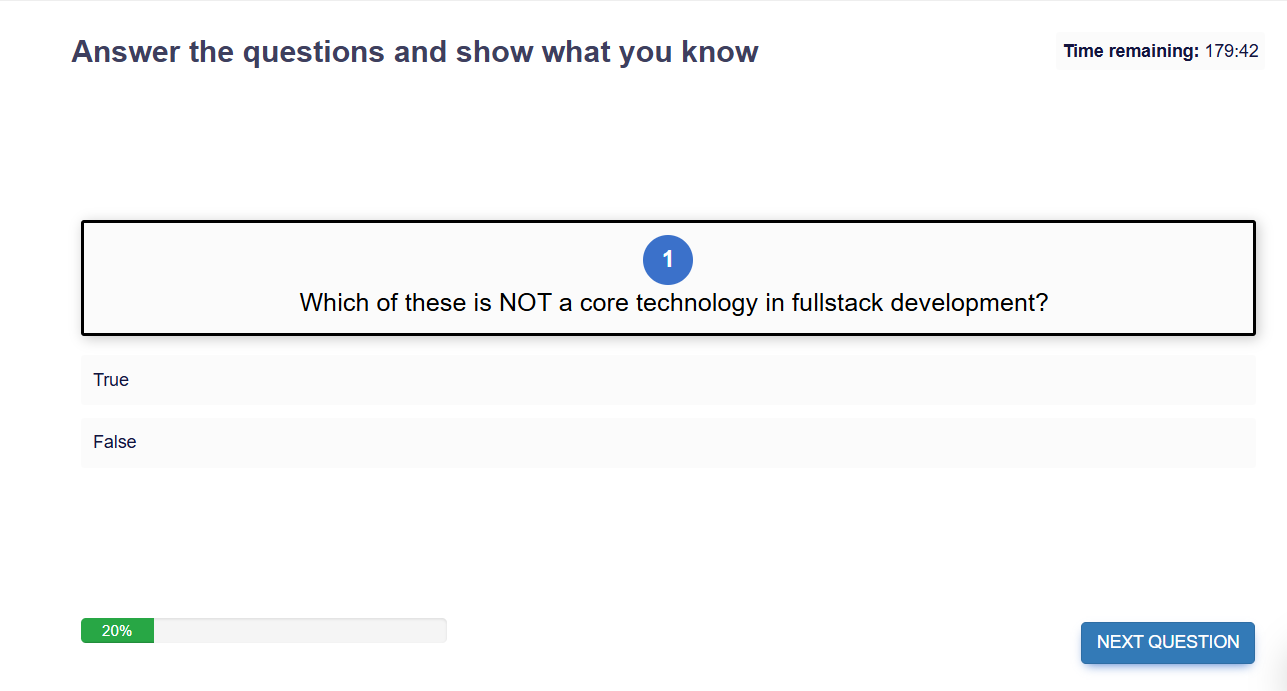 Answer the questions and show what you know
Time remaining: 179:42
1
Which of these is NOT a core technology in fullstack development?
True
False
20%
NEXT QUESTION